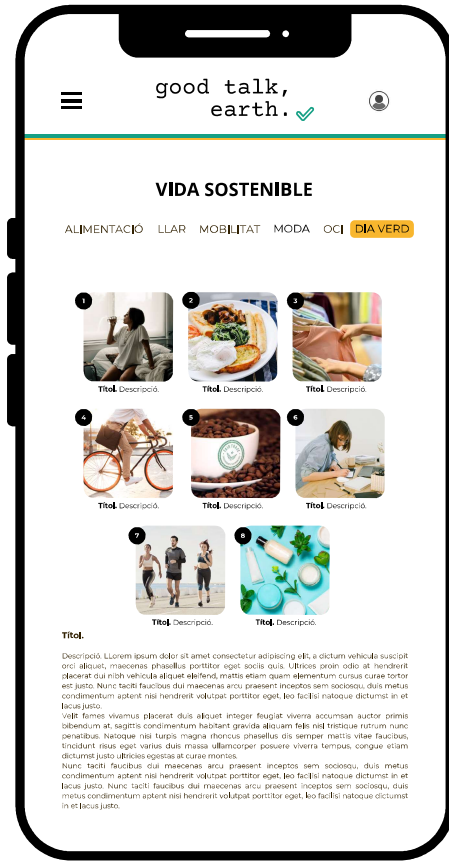 good talk,
earth.
VIDA SOSTENIBLE
ALIMENTACIÓ LLAR MOBILITAT MODA OCI DIA VERD
1
2
3
Títol. Descripció.
Títol. Descripció.
Títol. Descripció.
4
5
6
Títol. Descripció.
Títol. Descripció.
Títol. Descripció.
7
8
Títol. Descripció.
Títol. Descripció.
Títol.
Descripció. LLorem ipsum dolor sit amet consectetur adipiscing elit, a dictum vehicula suscipit
orci aliquet, maecenas phasellus porttitor eget sociis quis. Ultrices proin odio at hendrerit
placerat dui nibh vehicula aliquet eleifend, mattis etiam quam elementum cursus curae tortor
est justo. Nunc taciti faucibus dui maecenas arcu praesent inceptos sem sociosqu, duis metus
condimentum aptent nisi hendrerit volutpat porttitor eget, leo facilisi natoque dictumst in et
lacus justo.
Velit fames vivamus placerat duis aliquet integer feugiat viverra accumsan auctor primis
bibendum at, sagittis condimentum hac lobortis gravida aliquam felis nisl tristique rutrum nunc
penatibus. Natoque nisi turpis magna rhoncus phasellus dis semper mattis vitae faucibus,
tincidunt risus eget varius duis massa ullamcorper posuere viverra tempus, congue etiam
dictumst justo ultricies egestas at curae montes.
Nunc taciti faucibus dui maecenas arcu praesent inceptos sem sociosqu, duis metus
condimentum aptent nisi hendrerit volutpat porttitor eget, leo facilisi natoque dictumst in et
lacus justo. Nunc taciti faucibus dui maecenas arcu praesent inceptos sem sociosqu, duis
metus condimentum aptent nisi hendrerit volutpat porttitor eget, leo facilisi natoque dictumst
in et lacus justo.